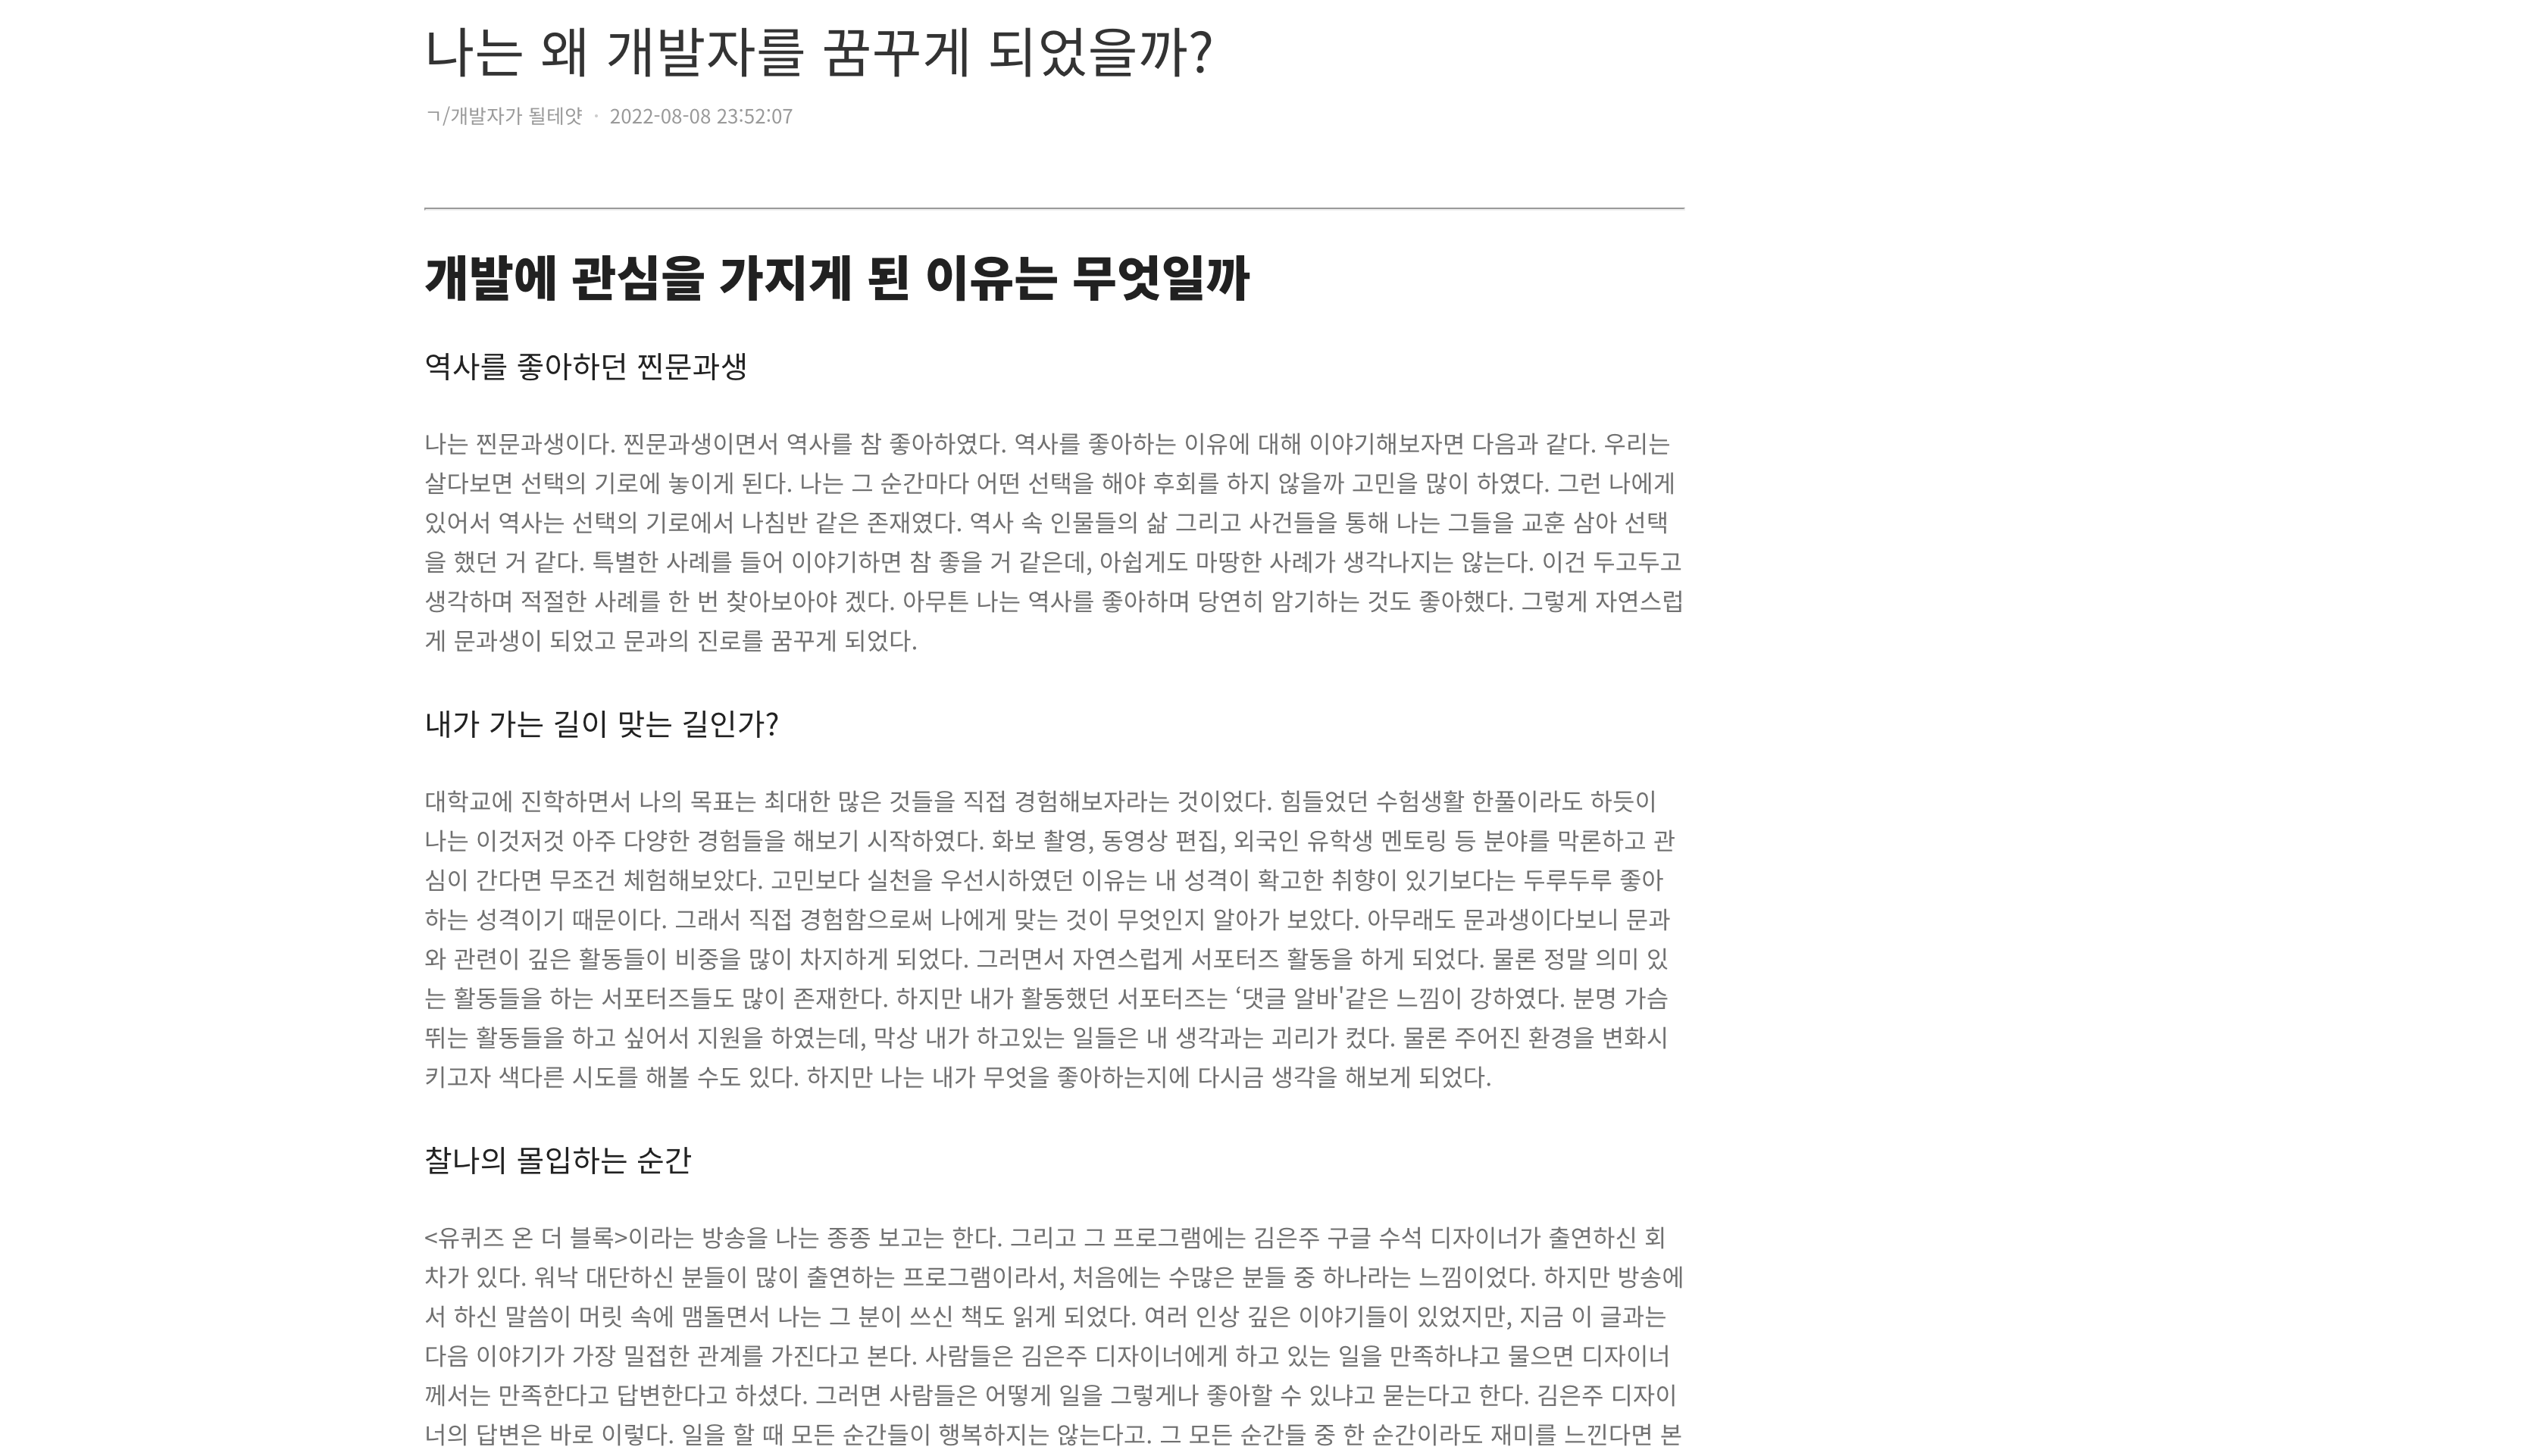 나는 왜 개발자를 꿈꾸게 되었을까?
ㄱ/개발자가 될테얏 · 2022-08-08 23:52:07
개발에 관심을 가지게 된 이유는 무엇일까
역사를 좋아하던 찐문과생
나는 찐문과생이다. 찐문과생이면서 역사를 참 좋아하였다. 역사를 좋아하는 이유에 대해 이야기해보자면 다음과 같다. 우리는
살다보면 선택의 기로에 놓이게 된다. 나는 그 순간마다 어떤 선택을 해야 후회를 하지 않을까 고민을 많이 하였다. 그런 나에게
있어서 역사는 선택의 기로에서 나침반 같은 존재였다. 역사 속 인물들의 삶 그리고 사건들을 통해 나는 그들을 교훈 삼아 선택
을 했던 거 같다. 특별한 사례를 들어 이야기하면 참 좋을 거 같은데, 아쉽게도 마땅한 사례가 생각나지는 않는다. 이건 두고두고
생각하며 적절한 사례를 한 번 찾아보아야 겠다. 아무튼 나는 역사를 좋아하며 당연히 암기하는 것도 좋아했다. 그렇게 자연스럽
게 문과생이 되었고 문과의 진로를 꿈꾸게 되었다.
내가 가는 길이 맞는 길인가?
대학교에 진학하면서 나의 목표는 최대한 많은 것들을 직접 경험해보자라는 것이었다. 힘들었던 수험생활 한풀이라도 하듯이
나는 이것저것 아주 다양한 경험들을 해보기 시작하였다. 화보 촬영, 동영상 편집, 외국인 유학생 멘토링 등 분야를 막론하고 관
심이 간다면 무조건 체험해보았다. 고민보다 실천을 우선시하였던 이유는 내 성격이 확고한 취향이 있기보다는 두루두루 좋아
하는 성격이기 때문이다. 그래서 직접 경험함으로써 나에게 맞는 것이 무엇인지 알아가 보았다. 아무래도 문과생이다보니 문과
와 관련이 깊은 활동들이 비중을 많이 차지하게 되었다. 그러면서 자연스럽게 서포터즈 활동을 하게 되었다. 물론 정말 의미 있
는 활동들을 하는 서포터즈들도 많이 존재한다. 하지만 내가 활동했던 서포터즈는 ‘댓글 알바'같은 느낌이 강하였다. 분명 가슴
뛰는 활동들을 하고 싶어서 지원을 하였는데, 막상 내가 하고있는 일들은 내 생각과는 괴리가 컸다. 물론 주어진 환경을 변화시
키고자 색다른 시도를 해볼 수도 있다. 하지만 나는 내가 무엇을 좋아하는지에 다시금 생각을 해보게 되었다.
찰나의 몰입하는 순간
<유퀴즈 온 더 블록>이라는 방송을 나는 종종 보고는 한다. 그리고 그 프로그램에는 김은주 구글 수석 디자이너가 출연하신 회
차가 있다. 워낙 대단하신 분들이 많이 출연하는 프로그램이라서, 처음에는 수많은 분들 중 하나라는 느낌이었다. 하지만 방송에
서 하신 말씀이 머릿 속에 맴돌면서 나는 그 분이 쓰신 책도 읽게 되었다. 여러 인상 깊은 이야기들이 있었지만, 지금 이 글과는
다음 이야기가 가장 밀접한 관계를 가진다고 본다. 사람들은 김은주 디자이너에게 하고 있는 일을 만족하냐고 물으면 디자이너
께서는 만족한다고 답변한다고 하셨다. 그러면 사람들은 어떻게 일을 그렇게나 좋아할 수 있냐고 묻는다고 한다. 김은주 디자이
너의 답변은 바로 이렇다. 일을 할 때 모든 순간들이 행복하지는 않는다고. 그 모든 순간들 중 한 순간이라도 재미를 느낀다면 본